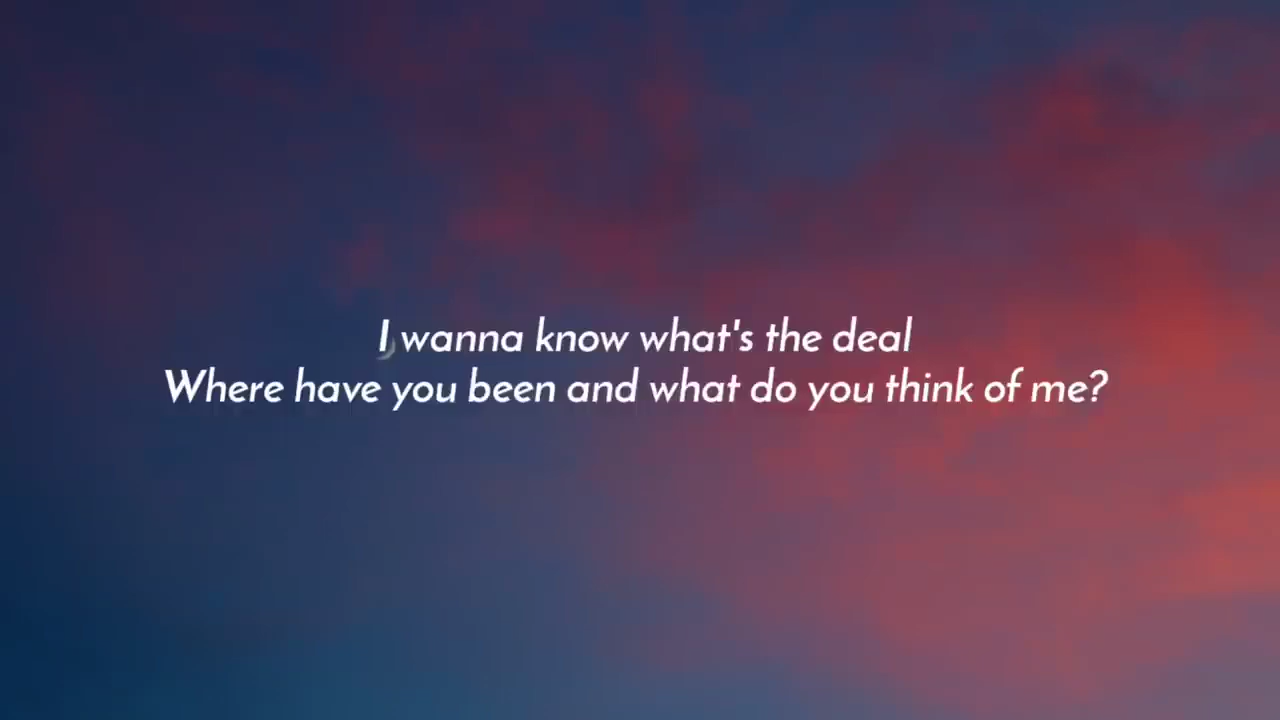 I wanna know what's the deal
Where have you been and what do you think of me?